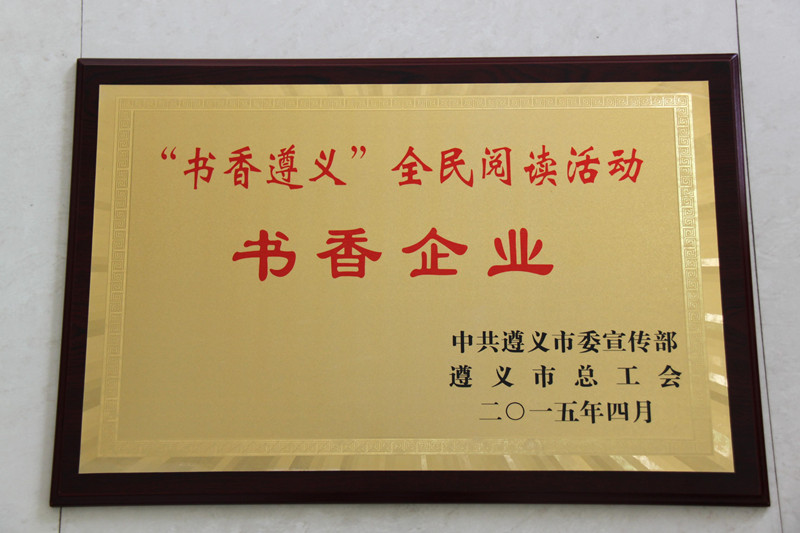 “书香遵义”全民阅读活动
书香企业
中共遵义市委宣传部
遵义市总工会
二〇一五年四月